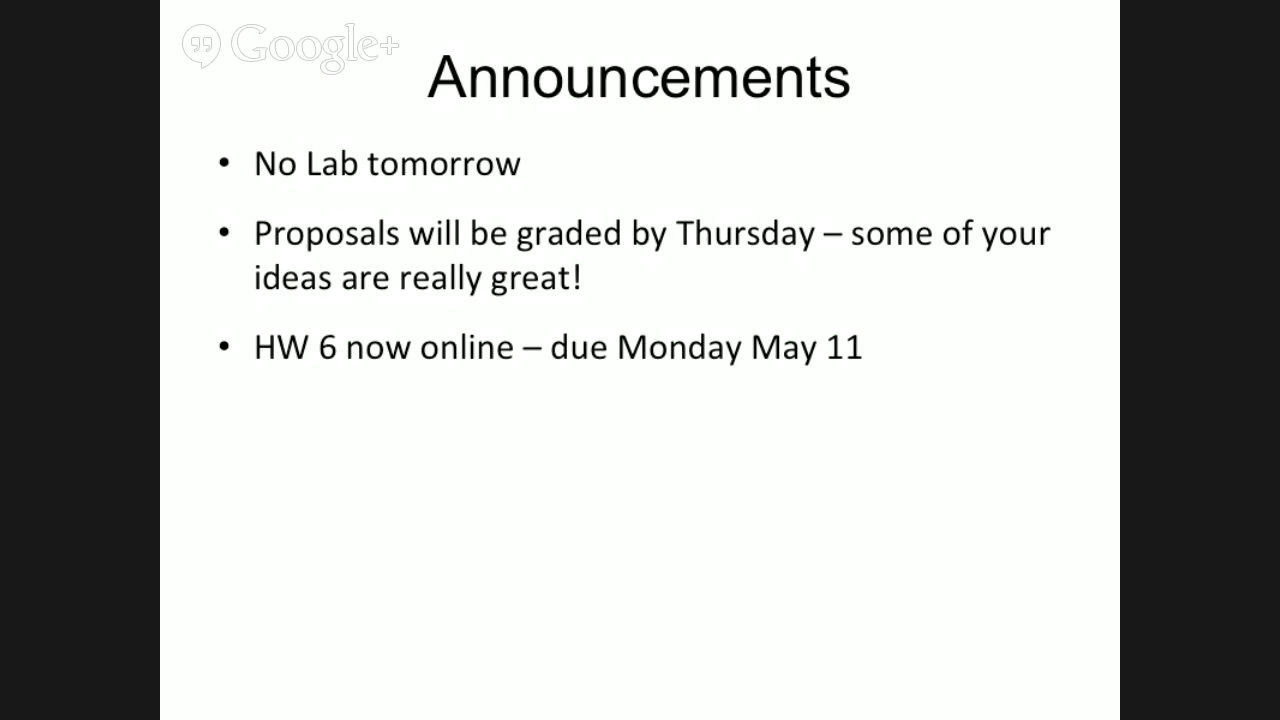 Google+
Announcements
• No Lab tomorrow
• Proposals will be graded by Thursday – some of your
ideas are really great!
• HW 6 now online – due Monday May 11